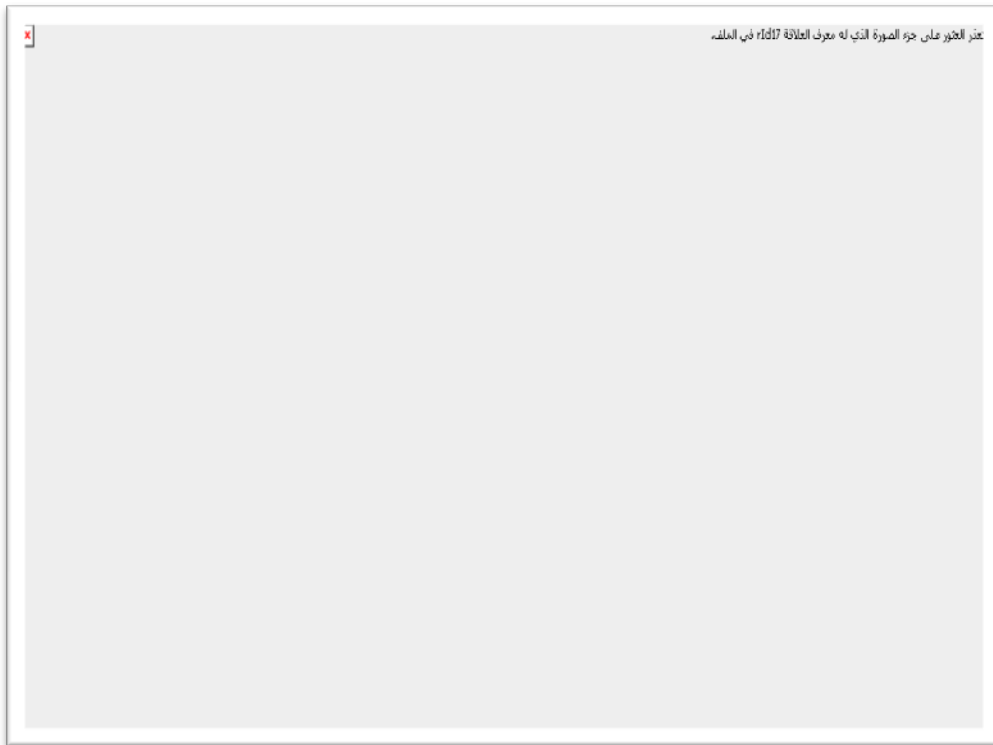 تعذر العثور على جزء الصورة الذي له معرف العلاقة rId17 في الملف.